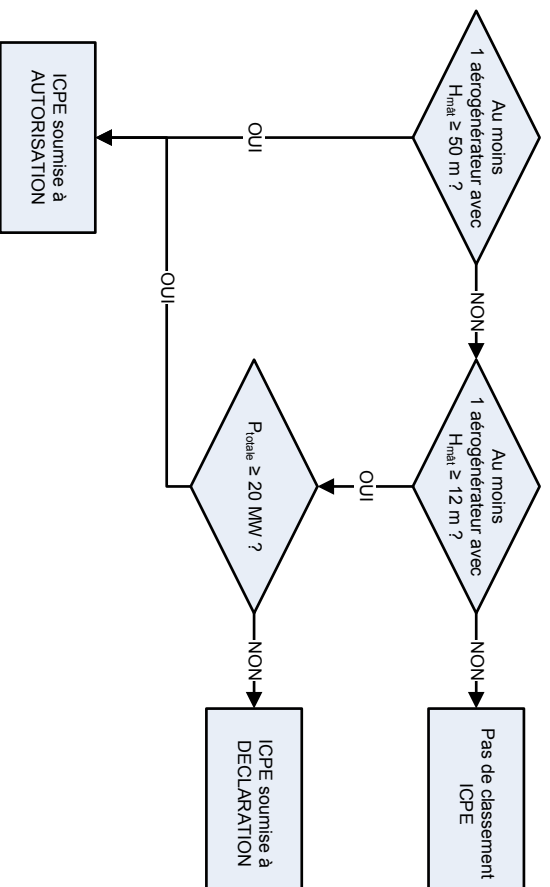 Au moins
1 aérogénérateur avec
Hmât ≥ 50 m ?
NON
Au moins
1 aérogénérateur avec
Hmât ≥ 12 m ?
NON
Pas de classement
ICPE
OUI
OUI
Ptotale ≥ 20 MW ?
NON
ICPE soumise à
DECLARATION
OUI
ICPE soumise à
AUTORISATION